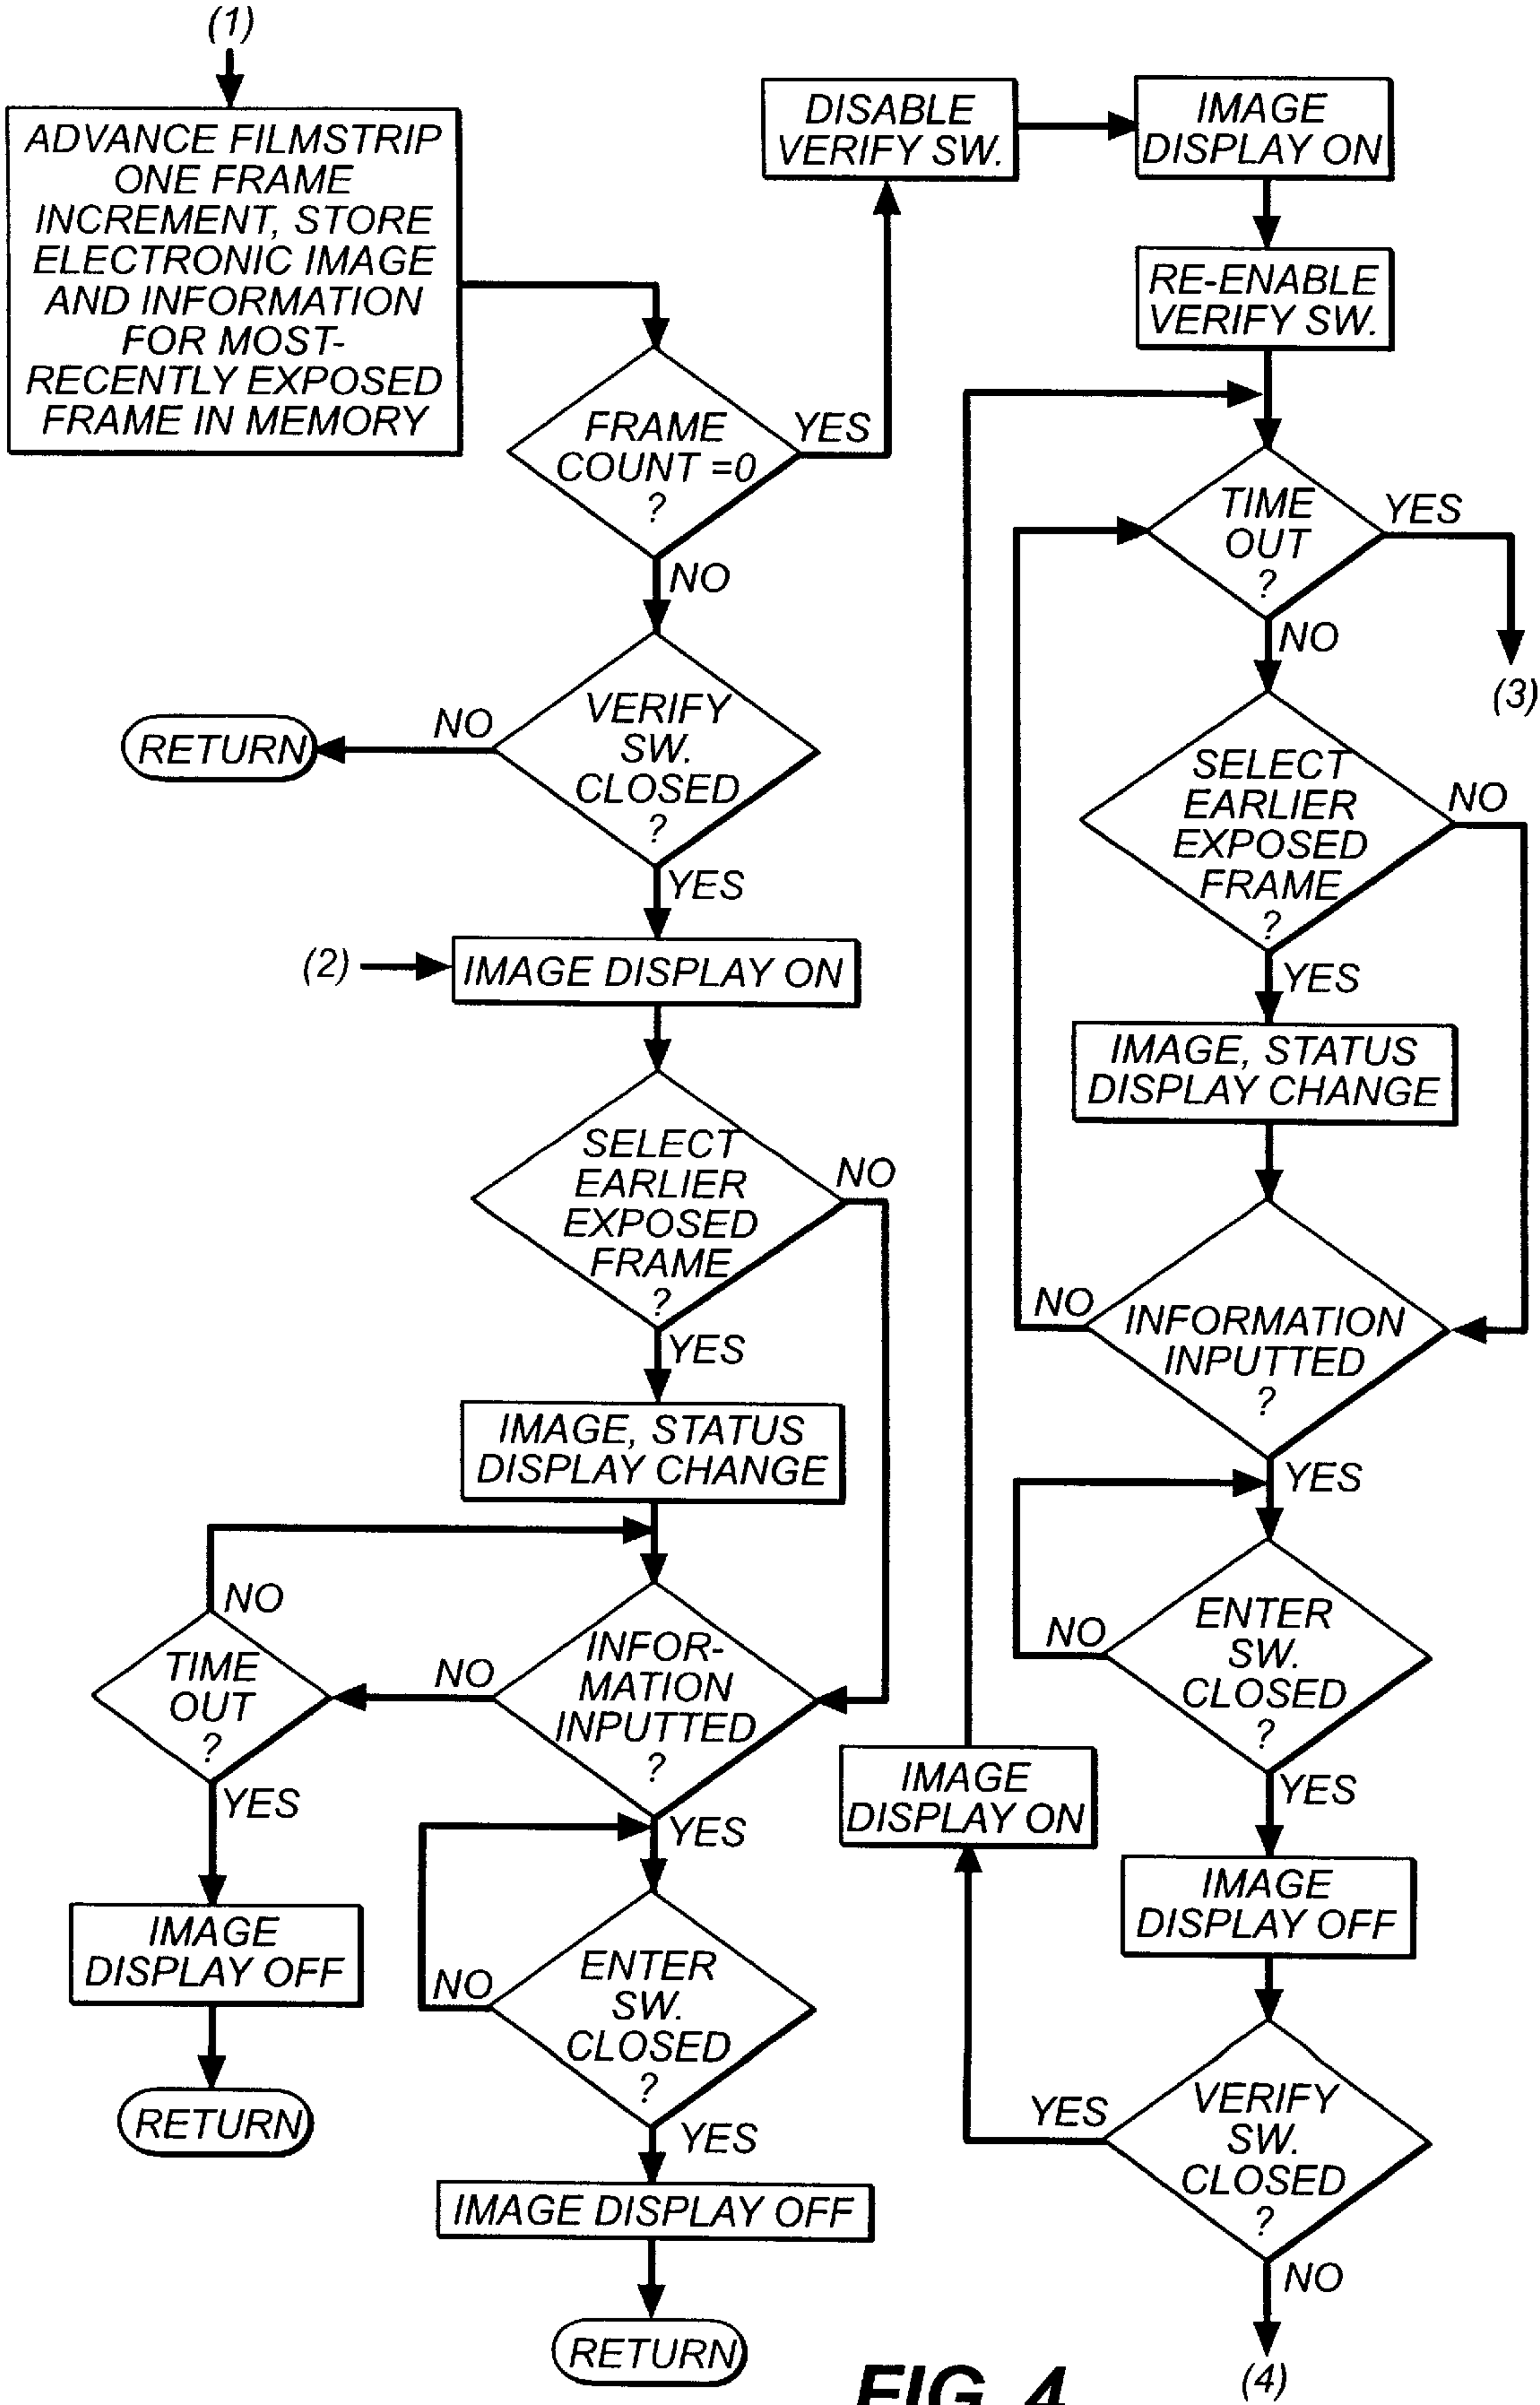 (1)
ADVANCE FILMSTRIP
ONE FRAME
INCREMENT, STORE
ELECTRONIC IMAGE
AND INFORMATION
FOR MOST-
RECENTLY EXPOSED
FRAME IN MEMORY
FRAME
COUNT =0
?
YES
NO
VERIFY
SW.
CLOSED
?
NO
RETURN
YES
(2)
IMAGE DISPLAY ON
SELECT
EARLIER
EXPOSED
FRAME
?
NO
YES
IMAGE, STATUS
DISPLAY CHANGE
INFOR-
MATION
INPUTTED
?
NO
TIME
OUT
?
NO
YES
IMAGE
DISPLAY OFF
RETURN
YES
ENTER
SW.
CLOSED
?
NO
YES
IMAGE DISPLAY OFF
RETURN
DISABLE
VERIFY SW.
IMAGE
DISPLAY ON
RE-ENABLE
VERIFY SW.
TIME
OUT
?
YES
(3)
NO
SELECT
EARLIER
EXPOSED
FRAME
?
NO
YES
IMAGE, STATUS
DISPLAY CHANGE
INFORMATION
INPUTTED
?
NO
YES
ENTER
SW.
CLOSED
?
NO
YES
IMAGE
DISPLAY OFF
VERIFY
SW.
CLOSED
?
YES
IMAGE
DISPLAY ON
NO
(4)
FIG. 4